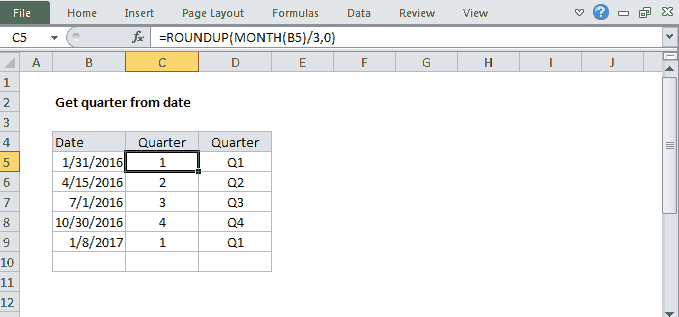 File Home Insert Page Layout Formulas Data Review View
C5 fx =ROUNDUP(MONTH(B5)/3,0)
A B C D E F G H I J
1
2 Get quarter from date
3
4 Date Quarter Quarter
5 1/31/2016 1 Q1
6 4/15/2016 2 Q2
7 7/1/2016 3 Q3
8 10/30/2016 4 Q4
9 1/8/2017 1 Q1
10
11
12